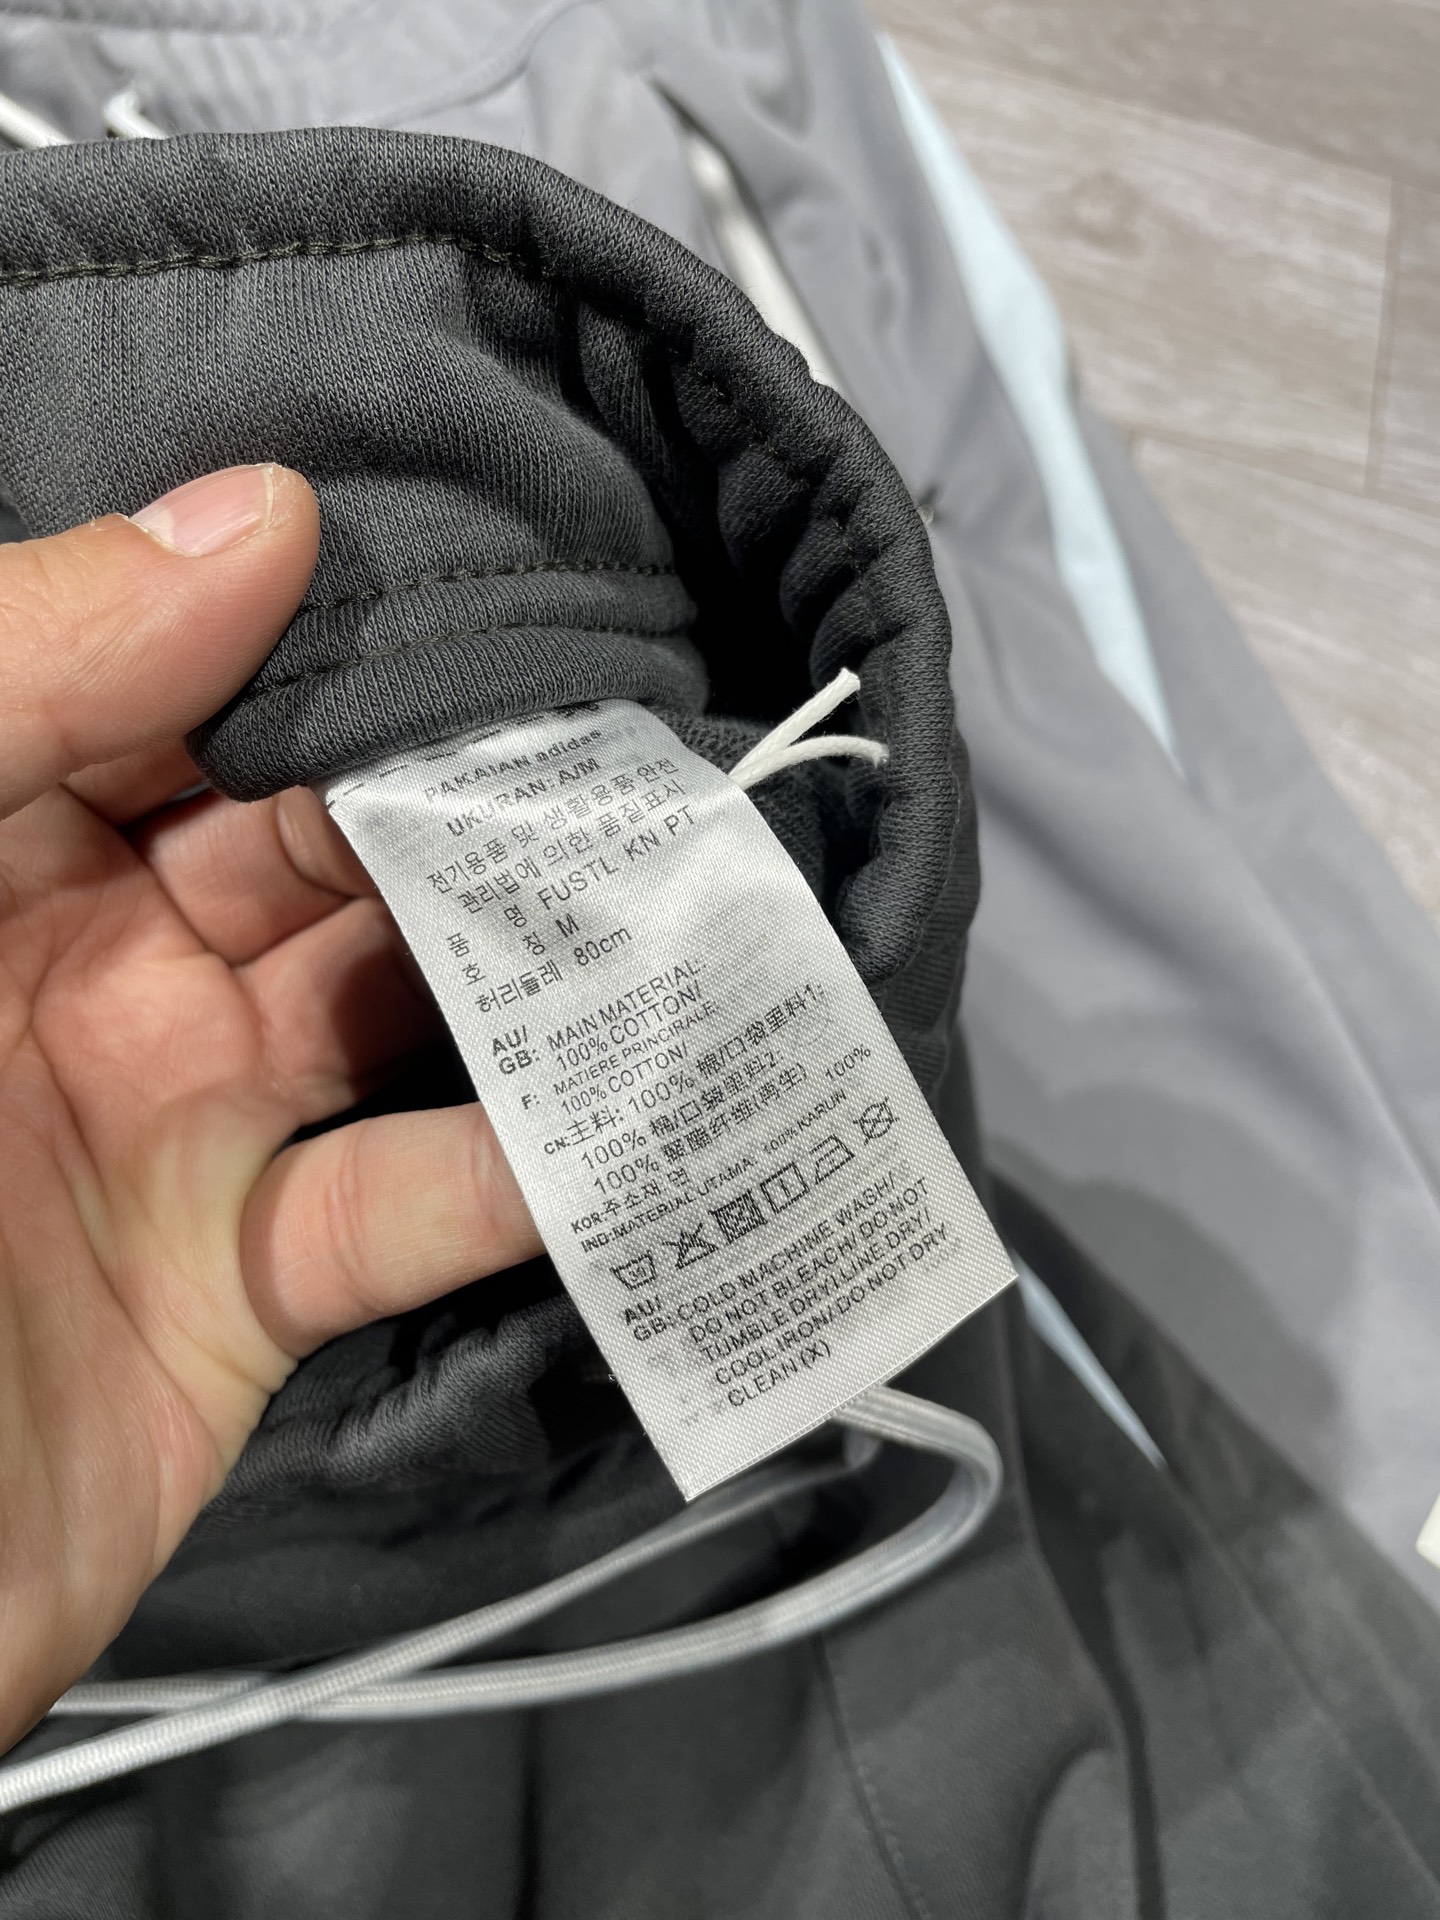 PAKAIAN adidas
UKURAN: A/M
전기용품 및 생활용품 안전
관리법에 의한 품질표시
품 명 FUSTL KN PT
호 칭 M
허리둘레 80cm
AU/GB: MAIN MATERIAL:
100% COTTON/
F: MATIERE PRINCIPALE:
100% COTTON/
CN: 主料: 100% 棉/口袋里料1:
100% 棉/口袋里料2:
100% 聚酯纤维(再生)
KOR: 주소재 면 100%
IND: MATERIAL UTAMA: 100% KATUN
AU/GB: COLD MACHINE WASH/
DO NOT BLEACH/ DO NOT
TUMBLE DRY/ LINE DRY/
COOL IRON/ DO NOT DRY
CLEAN (X)